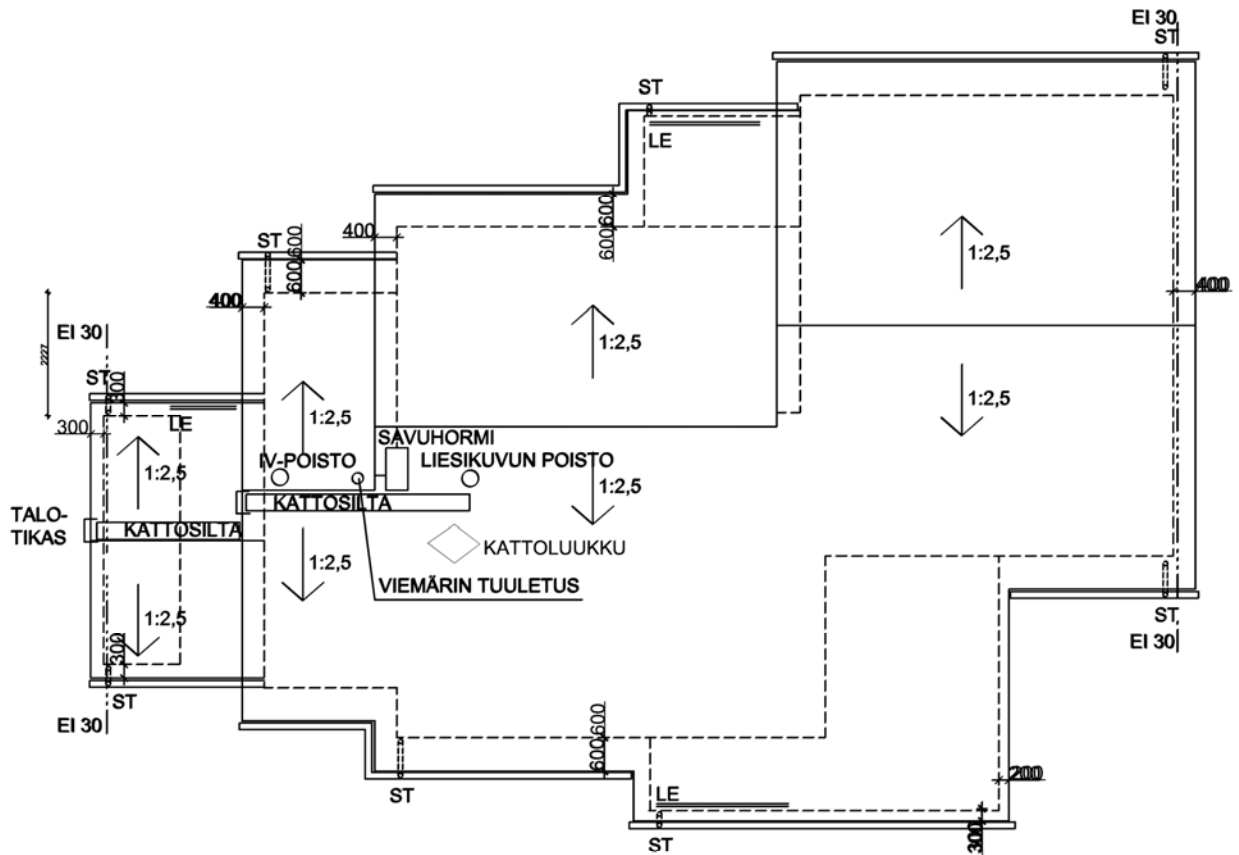 EI 30
ST
ST
LE
600
600
400
1:2,5
ST
600
600
1:2,5
400
400
EI 30
2227
ST
300
LE
300
1:2,5
1:2,5
1:2,5
SAVUHORMI
IV-POISTO
LIESIKUVUN POISTO
1:2,5
1:2,5
KATTOSILTA
TALO-
TIKAS
KATTOSILTA
KATTOLUUKKU
1:2,5
VIEMÄRIN TUULETUS
1:2,5
300
ST
EI 30
ST
EI 30
600
600
ST
LE
200
300
ST